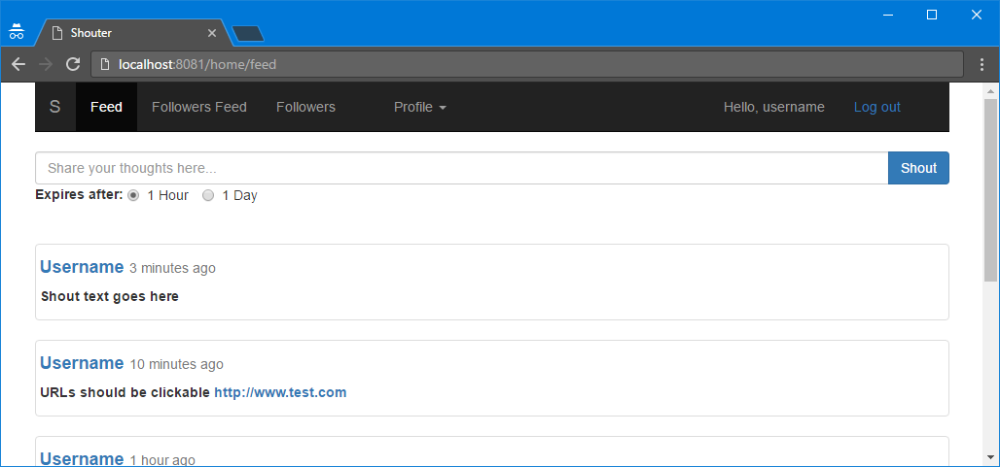 Shouter
localhost:8081/home/feed
S Feed Followers Feed Followers Profile Hello, username Log out
Share your thoughts here... Shout
Expires after: 1 Hour 1 Day
Username 3 minutes ago
Shout text goes here
Username 10 minutes ago
URLs should be clickable http://www.test.com
Username 1 hour ago